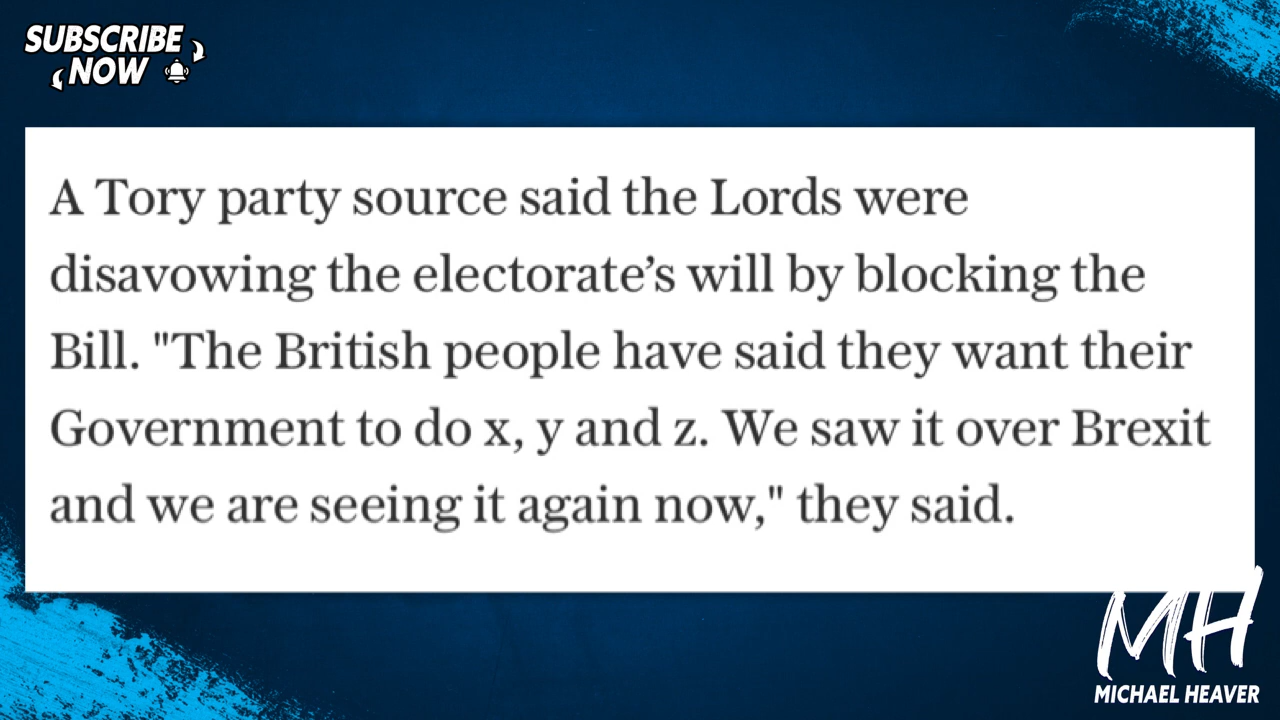 SUBSCRIBE
NOW
A Tory party source said the Lords were
disavowing the electorate’s will by blocking the
Bill. "The British people have said they want their
Government to do x, y and z. We saw it over Brexit
and we are seeing it again now," they said.
MH
MICHAEL HEAVER